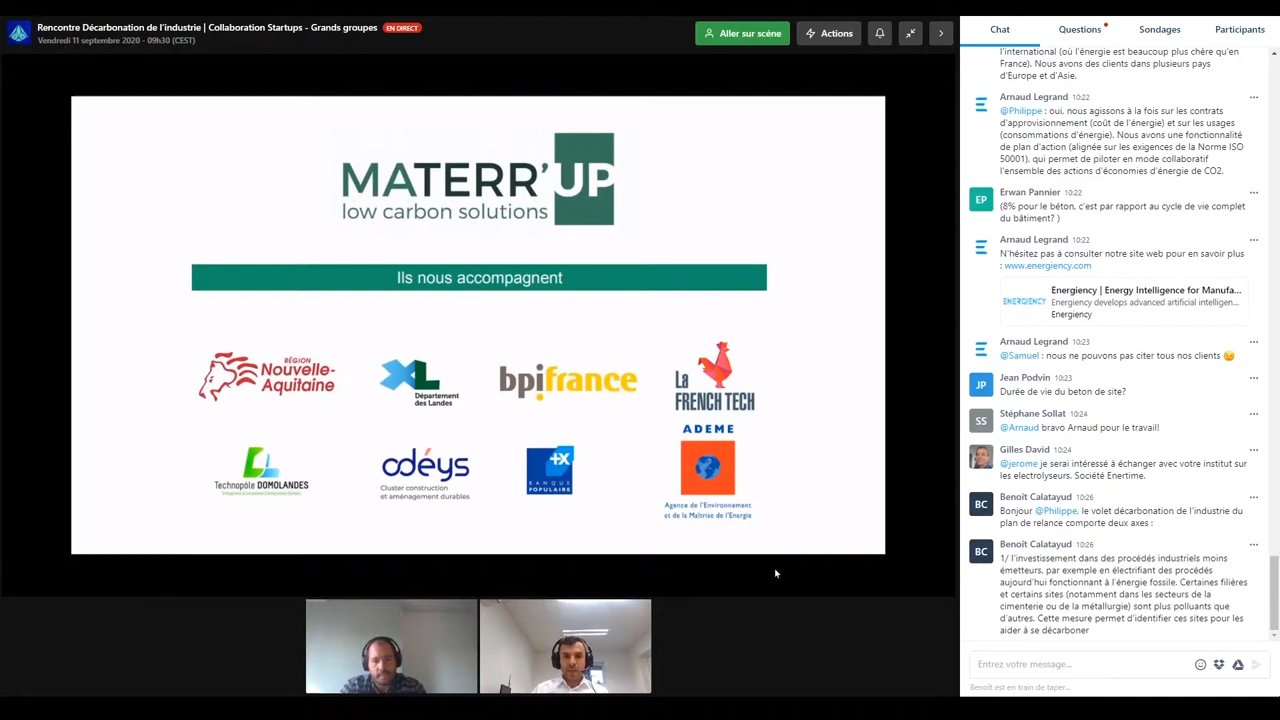 Rencontre Décarbonation de l'industrie | Collaboration Startups - Grands groupes EN DIRECT
Vendredi 11 septembre 2020 - 09h30 (CEST)
Aller sur scène
Actions
MATERR'UP
low carbon solutions
Ils nous accompagnent
RÉGION
Nouvelle-
Aquitaine
XL
Département
des Landes
bpifrance
La
FRENCH TECH
Technopôle DOMOLANDES
odéys
Cluster construction
et aménagement durables
+X
BANQUE
POPULAIRE
ADEME
Agence de l'Environnement
et de la Maîtrise de l'Energie
Chat
Questions
Sondages
Participants
l'international (où l'énergie est beaucoup plus chère qu'en
France). Nous avons des clients dans plusieurs pays
d'Europe et d'Asie.
Arnaud Legrand 10:22
@Philippe : oui, nous agissons à la fois sur les contrats
d'approvisionnement (coût de l'énergie) et sur les usages
(consommations d'énergie). Nous avons une fonctionnalité
de plan d'action (alignée sur les exigences de la Norme ISO
50001), qui permet de piloter en mode collaboratif
l'ensemble des actions d'économies d'énergie de CO2.
EP
Erwan Pannier 10:22
(8% pour le béton, c'est par rapport au cycle de vie complet
du bâtiment? )
Arnaud Legrand 10:22
N'hésitez pas à consulter notre site web pour en savoir plus
: www.energiency.com
ENERGIENCY
Energiency | Energy Intelligence for Manufa...
Energiency develops advanced artificial intelligen...
Energiency
Arnaud Legrand 10:23
@Samuel : nous ne pouvons pas citer tous nos clients 😉
JP
Jean Podvin 10:23
Durée de vie du beton de site?
SS
Stéphane Sollat 10:24
@Arnaud bravo Arnaud pour le travail!
Gilles David 10:24
@jerome je serai intéressé à échanger avec votre institut sur
les electrolyseurs. Société Enertime.
BC
Benoît Calatayud 10:26
Bonjour @Philippe, le volet décarbonation de l'industrie du
plan de relance comporte deux axes :
BC
Benoît Calatayud 10:26
1/ l'investissement dans des procédés industriels moins
émetteurs, par exemple en électrifiant des procédés
aujourd'hui fonctionnant à l'énergie fossile. Certaines filières
et certains sites (notamment dans les secteurs de la
cimenterie ou de la métallurgie) sont plus polluants que
d'autres. Cette mesure permet d'identifier ces sites pour les
aider à se décarboner
Entrez votre message...
Benoît est en train de taper...